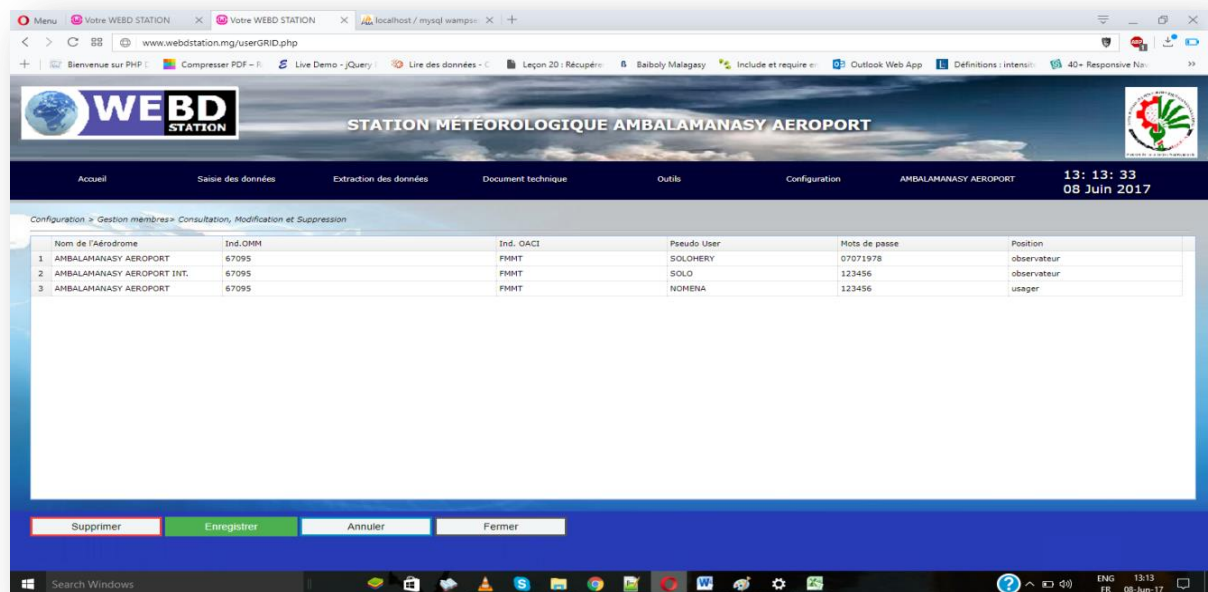 Menu
Votre WEBD STATION
Votre WEBD STATION
localhost / mysql wampse
www.webdstation.mg/userGRID.php
Bienvenue sur PHP
Compresser PDF –
Live Demo - jQuery
Lire des données -
Leçon 20 : Récupére
Baiboly Malagasy
Include et require e
Outlook Web App
Définitions : intensit
40+ Responsive Na
WEBD
STATION
STATION MÉTÉOROLOGIQUE AMBALAMANASY AEROPORT
Accueil
Saisie des données
Extraction des données
Document technique
Outils
Configuration
AMBALAMANASY AEROPORT
13: 13: 33
08 Juin 2017
Configuration > Gestion membres> Consultation, Modification et Suppression
Nom de l'Aérodrome Ind.OMM Ind. OACI Pseudo User Mots de passe Position
1 AMBALAMANASY AEROPORT 67095 FMMT SOLOHERY 07071978 observateur
2 AMBALAMANASY AEROPORT INT. 67095 FMMT SOLO 123456 observateur
3 AMBALAMANASY AEROPORT 67095 FMMT NOMENA 123456 usager
Supprimer
Enregistrer
Annuler
Fermer
Search Windows
ENG
FR
13:13
08-Jun-17